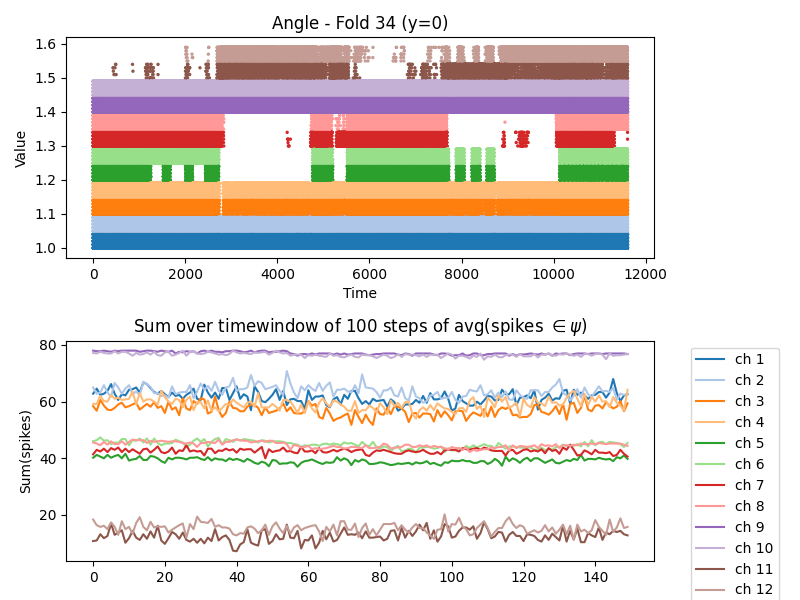 Angle - Fold 34 (y=0)
1.6
1.5
1.4
1.3
1.2
1.1
1.0
Value
0 2000 4000 6000 8000 10000 12000
Time
Sum over timewindow of 100 steps of avg(spikes ∈ ψ)
80
60
40
20
Sum(spikes)
0 20 40 60 80 100 120 140
ch 1
ch 2
ch 3
ch 4
ch 5
ch 6
ch 7
ch 8
ch 9
ch 10
ch 11
ch 12